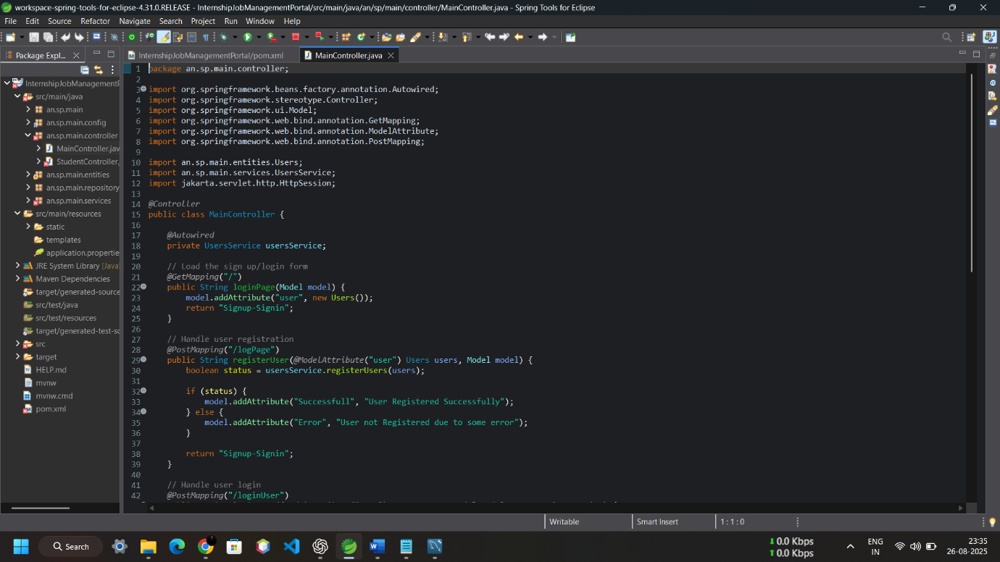 workspace-spring-tools-for-eclipse-4.31.0.RELEASE - InternshipJobManagementPortal/src/main/java/an/sp/main/controller/MainController.java - Spring Tools for Eclipse
File Edit Source Refactor Navigate Search Project Run Window Help
Package Expl...
InternshipJobManagementPortal/pom.xml
MainController.java
InternshipJobManagementP
src/main/java
an.sp.main
an.sp.main.config
an.sp.main.controller
MainController.jav
StudentController.
an.sp.main.entities
an.sp.main.repository
an.sp.main.services
src/main/resources
static
templates
application.propertie
JRE System Library [Java
Maven Dependencies
target/generated-source
src/test/java
src/test/resources
target/generated-test-so
src
target
HELP.md
mvnw
mvnw.cmd
pom.xml
1 package an.sp.main.controller;
2
3 import org.springframework.beans.factory.annotation.Autowired;
4 import org.springframework.stereotype.Controller;
5 import org.springframework.ui.Model;
6 import org.springframework.web.bind.annotation.GetMapping;
7 import org.springframework.web.bind.annotation.ModelAttribute;
8 import org.springframework.web.bind.annotation.PostMapping;
9
10 import an.sp.main.entities.Users;
11 import an.sp.main.services.UsersService;
12 import jakarta.servlet.http.HttpSession;
13
14 @Controller
15 public class MainController {
16
17 @Autowired
18 private UsersService usersService;
19
20 // Load the sign up/login form
21 @GetMapping("/")
22 public String loginPage(Model model) {
23 model.addAttribute("user", new Users());
24 return "Signup-Signin";
25 }
26
27 // Handle user registration
28 @PostMapping("/logPage")
29 public String registerUser(@ModelAttribute("user") Users users, Model model) {
30 boolean status = usersService.registerUsers(users);
31
32 if (status) {
33 model.addAttribute("Successfull", "User Registered Successfully");
34 } else {
35 model.addAttribute("Error", "User not Registered due to some error");
36 }
37
38 return "Signup-Signin";
39 }
40
41 // Handle user login
42 @PostMapping("/loginUser")
Writable
Smart Insert
1 : 1 : 0
Search
0.0 Kbps
0.0 Kbps
ENG
IN
23:35
26-08-2025